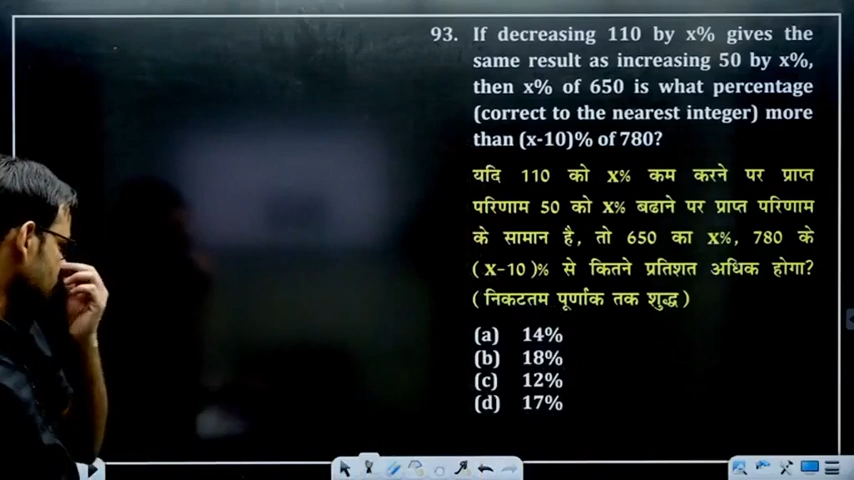 93. If decreasing 110 by x% gives the
same result as increasing 50 by x%,
then x% of 650 is what percentage
(correct to the nearest integer) more
than (x-10)% of 780?
यदि 110 को x% कम करने पर प्राप्त
परिणाम 50 को x% बढाने पर प्राप्त परिणाम
के सामान है, तो 650 का x%, 780 के
(x-10)% से कितने प्रतिशत अधिक होगा?
(निकटतम पूर्णांक तक शुद्ध)
(a) 14%
(b) 18%
(c) 12%
(d) 17%